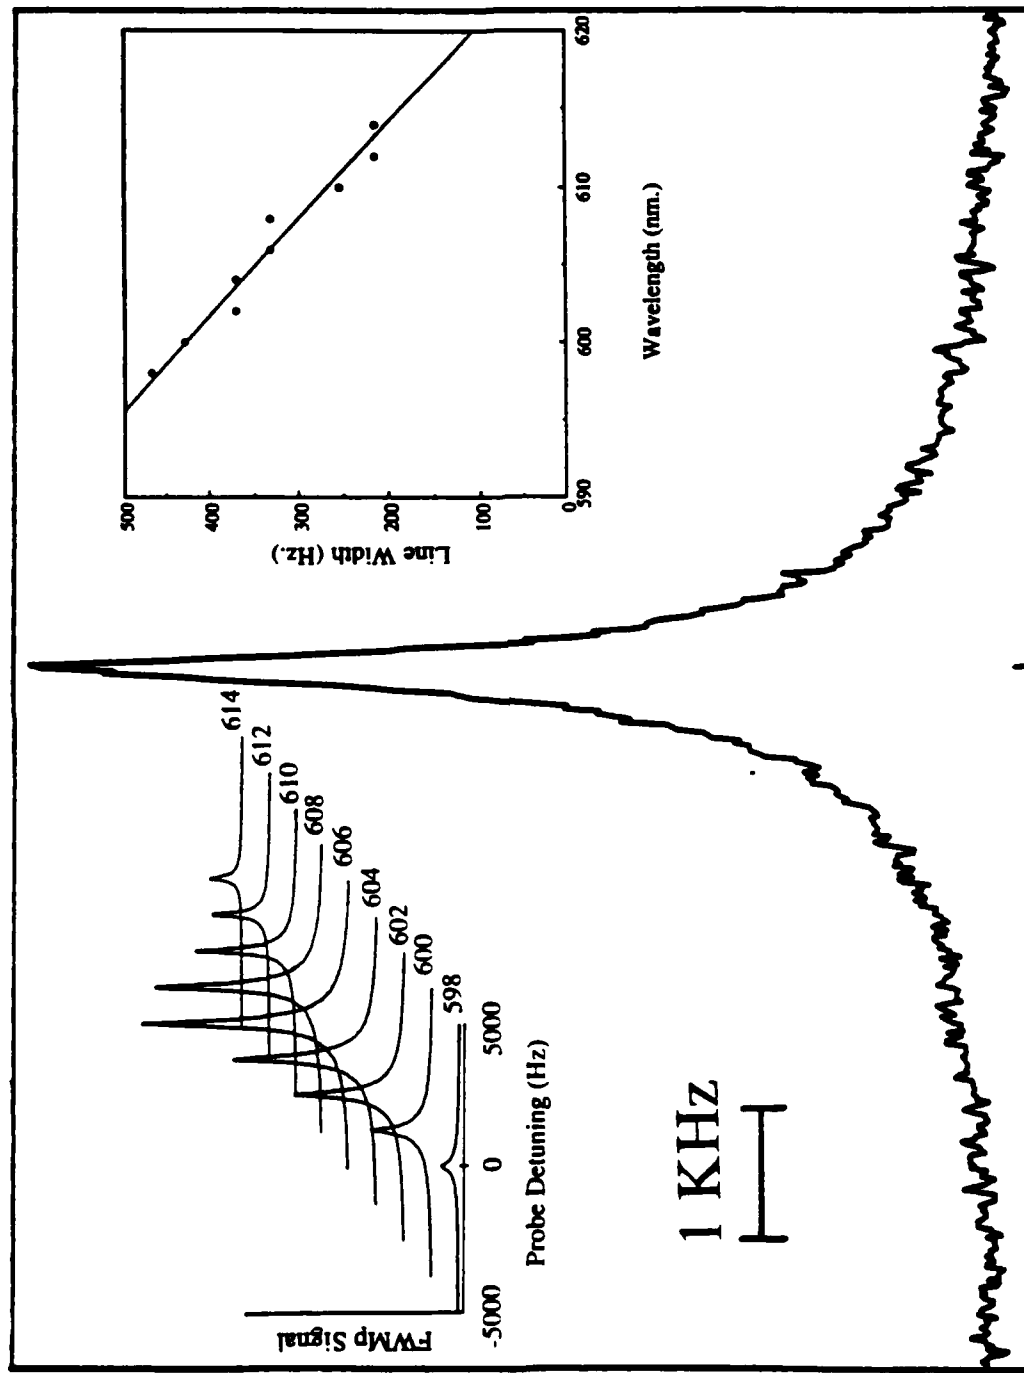 FWMp Signal
614
612
610
608
606
604
602
600
598
-5000 0 5000
Probe Detuning (Hz)
1 KHz
Line Width (Hz.)
500
400
300
200
100
0
590 600 610 620
Wavelength (nm.)